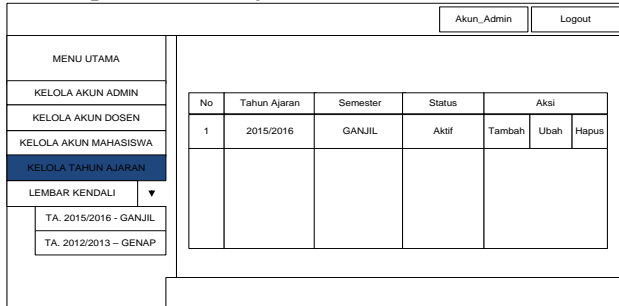 Akun_Admin Logout
MENU UTAMA
KELOLA AKUN ADMIN
KELOLA AKUN DOSEN
KELOLA AKUN MAHASISWA
KELOLA TAHUN AJARAN
LEMBAR KENDALI
TA. 2015/2016 - GANJIL
TA. 2012/2013 – GENAP
No Tahun Ajaran Semester Status Aksi
1 2015/2016 GANJIL Aktif Tambah Ubah Hapus